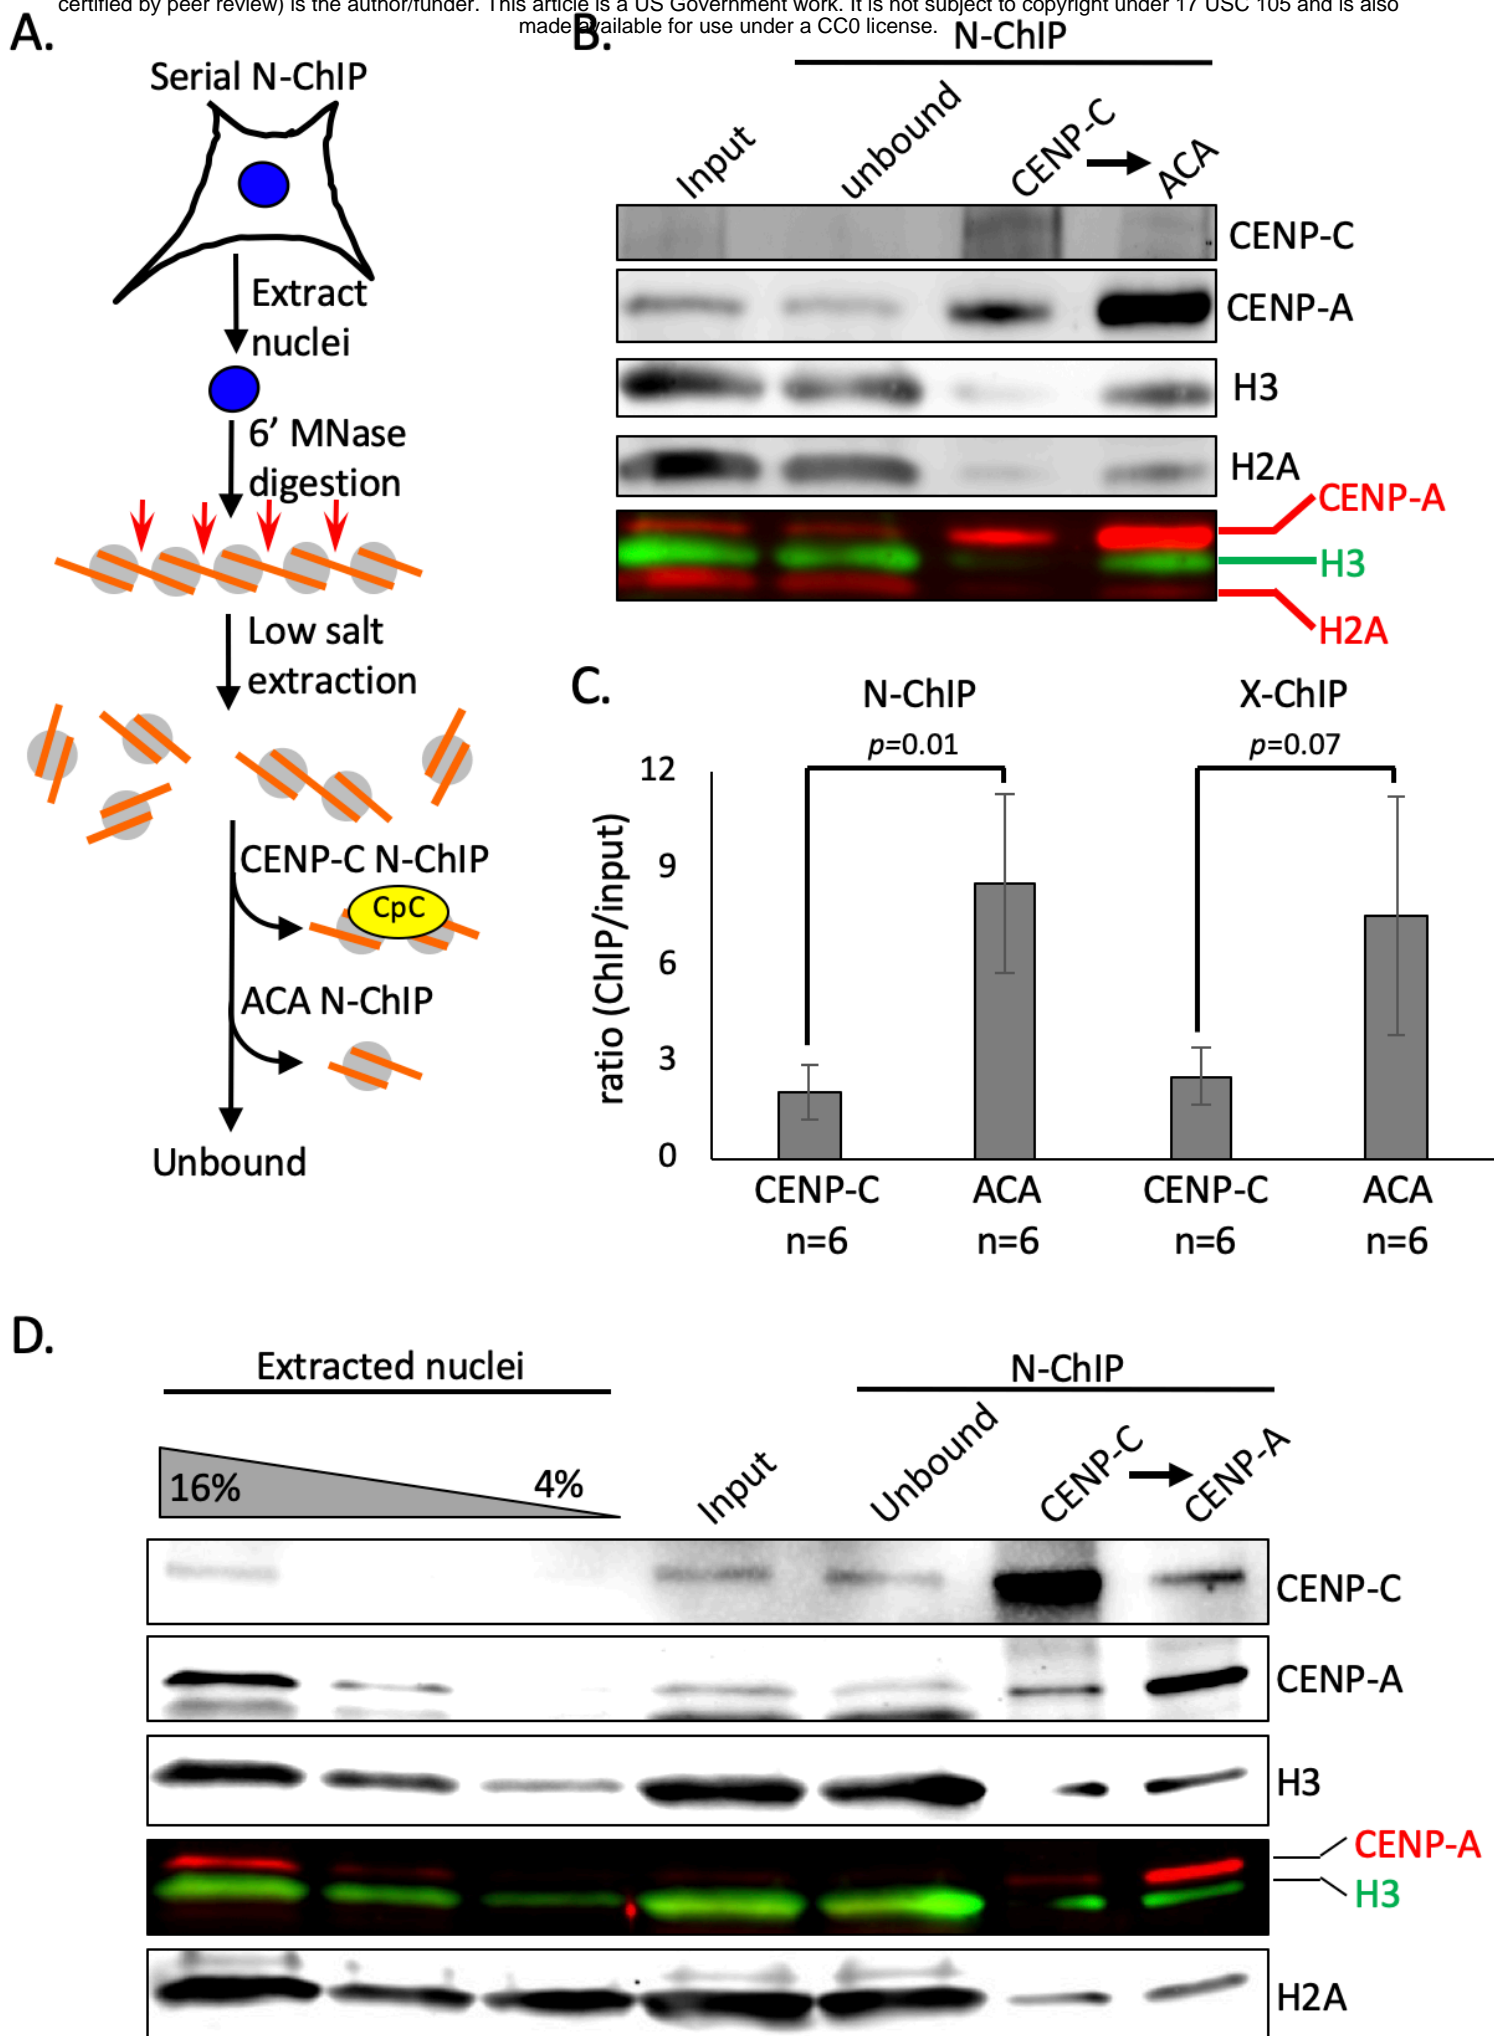 certified by peer review) is the author/funder. This article is a US Government work. It is not subject to copyright under 17 USC 105 and is also
made available for use under a CC0 license.
A.
Serial N-ChIP
Extract
nuclei
6’ MNase
digestion
Low salt
extraction
CENP-C N-ChIP
CpC
ACA N-ChIP
Unbound
B.
N-ChIP
Input
unbound
CENP-C
ACA
CENP-C
CENP-A
H3
H2A
CENP-A
H3
H2A
C.
N-ChIP
X-ChIP
p=0.01
p=0.07
ratio (ChIP/input)
12
9
6
3
0
CENP-C
ACA
CENP-C
ACA
n=6
n=6
n=6
n=6
D.
Extracted nuclei
N-ChIP
16%
4%
Input
Unbound
CENP-C
CENP-A
CENP-C
CENP-A
H3
CENP-A
H3
H2A